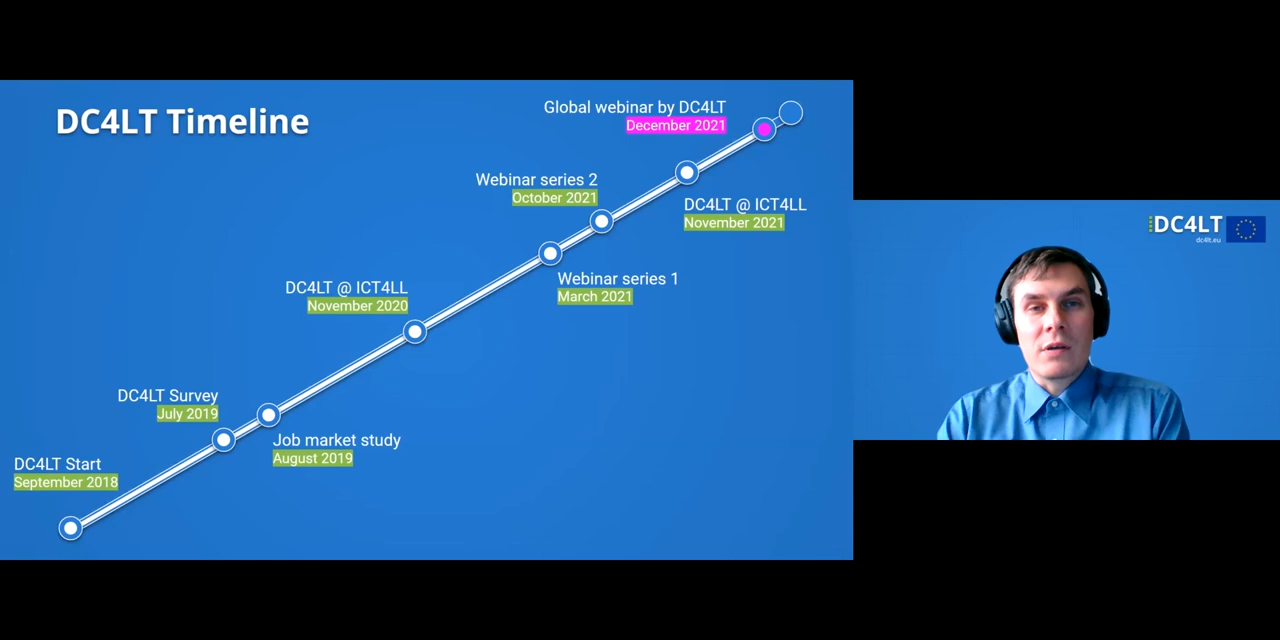 DC4LT Timeline
Global webinar by DC4LT
December 2021
Webinar series 2
October 2021
DC4LT @ ICT4LL
November 2021
Webinar series 1
March 2021
DC4LT @ ICT4LL
November 2020
DC4LT Survey
July 2019
Job market study
August 2019
DC4LT Start
September 2018
DC4LT
dc4lt.eu